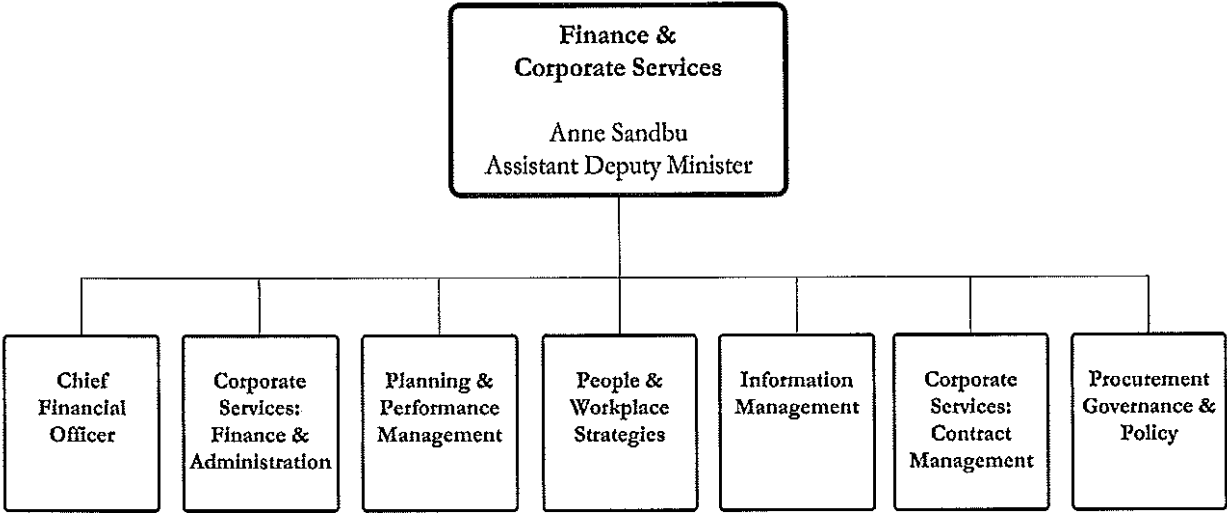 Finance &
Corporate Services
Anne Sandbu
Assistant Deputy Minister
Chief
Financial
Officer
Corporate
Services:
Finance &
Administration
Planning &
Performance
Management
People &
Workplace
Strategies
Information
Management
Corporate
Services:
Contract
Management
Procurement
Governance &
Policy